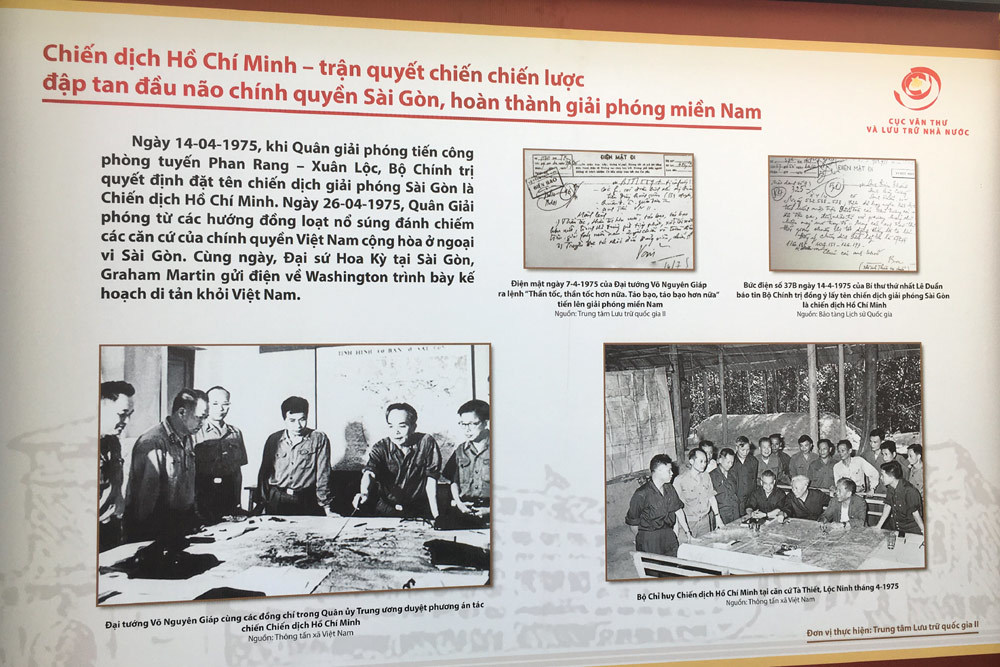 Chiến dịch Hồ Chí Minh – trận quyết chiến chiến lược
đập tan đầu não chính quyền Sài Gòn, hoàn thành giải phóng miền Nam
CỤC VĂN THƯ
VÀ LƯU TRỮ NHÀ NƯỚC
Ngày 14-04-1975, khi Quân giải phóng tiến công
phòng tuyến Phan Rang – Xuân Lộc, Bộ Chính trị
quyết định đặt tên chiến dịch giải phóng Sài Gòn là
Chiến dịch Hồ Chí Minh. Ngày 26-04-1975, Quân Giải
phóng từ các hướng đồng loạt nổ súng đánh chiếm
các căn cứ của chính quyền Việt Nam cộng hòa ở ngoại
vi Sài Gòn. Cùng ngày, Đại sứ Hoa Kỳ tại Sài Gòn,
Graham Martin gửi điện về Washington trình bày kế
hoạch di tản khỏi Việt Nam.
ĐIỆN MẬT ĐI
Điện mật ngày 7-4-1975 của Đại tướng Võ Nguyên Giáp
ra lệnh "Thần tốc, thần tốc hơn nữa. Táo bạo, táo bạo hơn nữa"
tiến lên giải phóng miền Nam
Nguồn: Trung tâm Lưu trữ quốc gia II
ĐIỆN MẬT ĐI
Bức điện số 37B ngày 14-4-1975 của Bí thư thứ nhất Lê Duẩn
báo tin Bộ Chính trị đồng ý lấy tên chiến dịch giải phóng Sài Gòn
là chiến dịch Hồ Chí Minh
Nguồn: Bảo tàng Lịch sử Quốc gia
Đại tướng Võ Nguyên Giáp cùng các đồng chí trong Quân ủy Trung ương duyệt phương án tác
chiến Chiến dịch Hồ Chí Minh
Nguồn: Thông tấn xã Việt Nam
Bộ Chỉ huy Chiến dịch Hồ Chí Minh tại căn cứ Tà Thiết, Lộc Ninh tháng 4-1975
Nguồn: Thông tấn xã Việt Nam
Đơn vị thực hiện: Trung tâm Lưu trữ quốc gia II